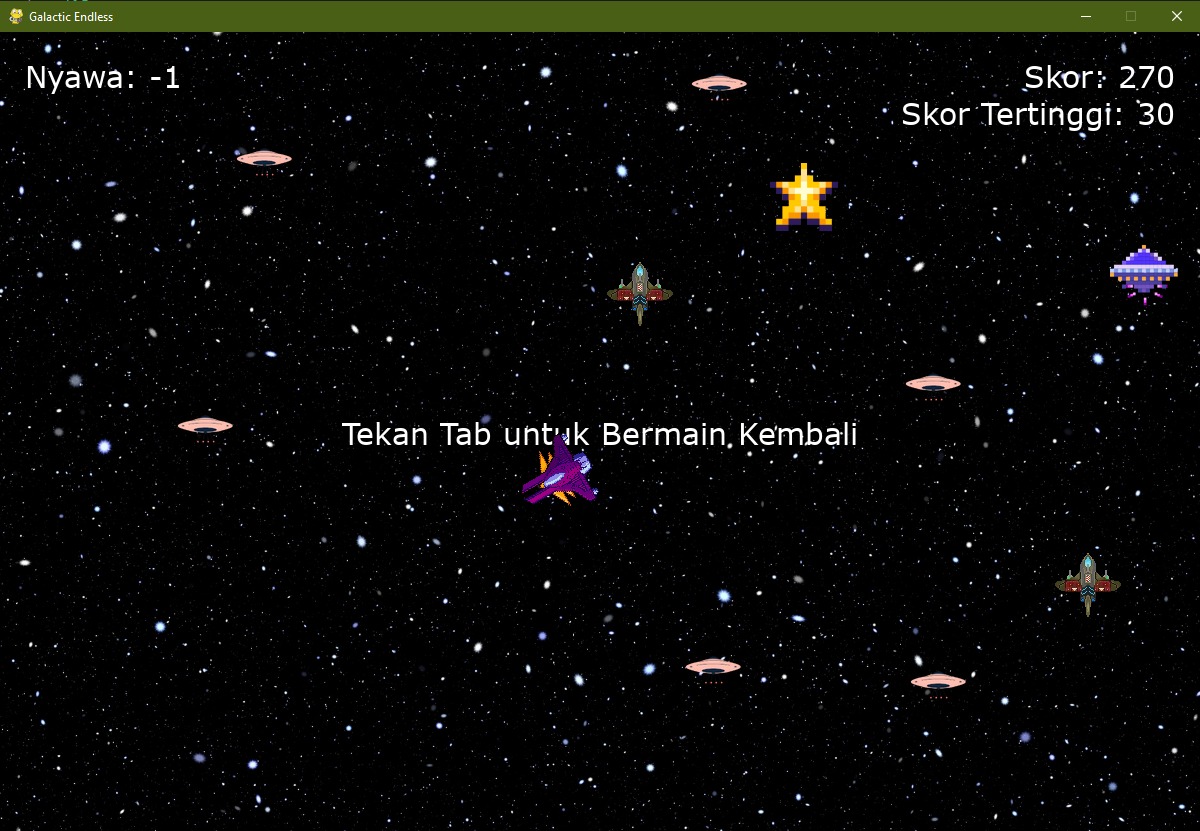 Galactic Endless
Nyawa: -1
Skor: 270
Skor Tertinggi: 30
Tekan Tab untuk Bermain Kembali